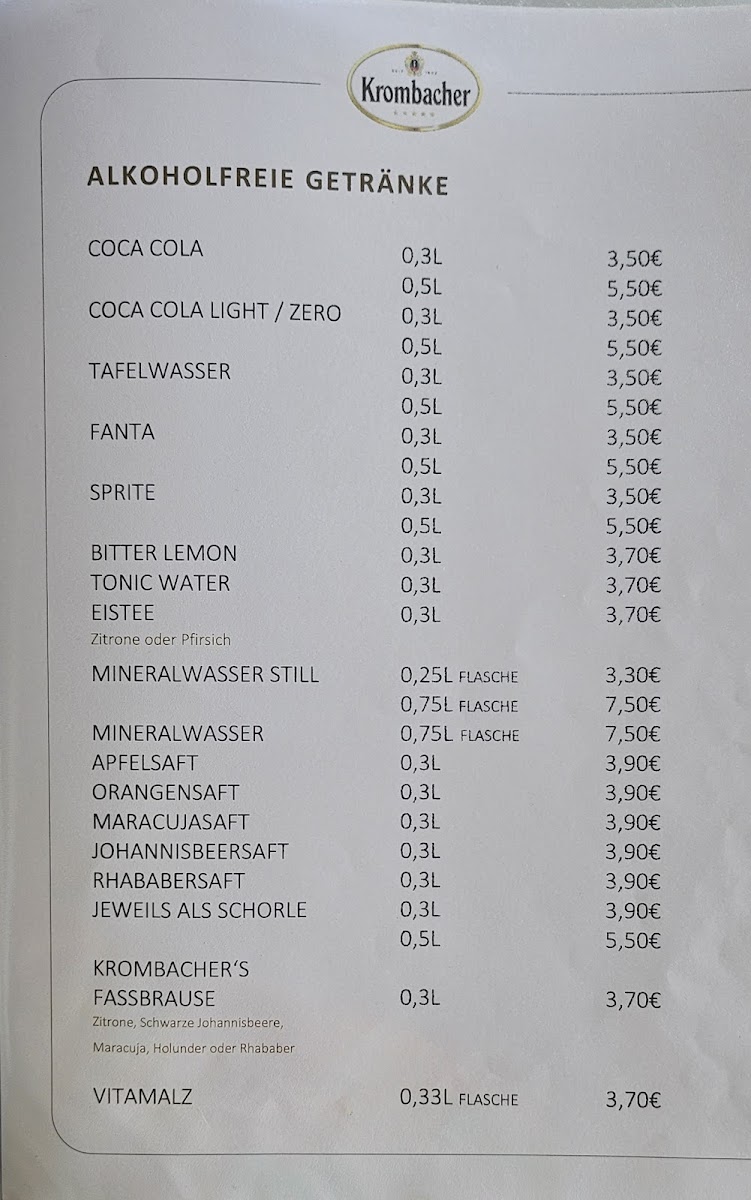 Krombacher
ALKOHOLFREIE GETRÄNKE
COCA COLA 0,3L 3,50€
0,5L 5,50€
COCA COLA LIGHT / ZERO 0,3L 3,50€
0,5L 5,50€
TAFELWASSER 0,3L 3,50€
0,5L 5,50€
FANTA 0,3L 3,50€
0,5L 5,50€
SPRITE 0,3L 3,50€
0,5L 5,50€
BITTER LEMON 0,3L 3,70€
TONIC WATER 0,3L 3,70€
EISTEE 0,3L 3,70€
Zitrone oder Pfirsich
MINERALWASSER STILL 0,25L FLASCHE 3,30€
0,75L FLASCHE 7,50€
MINERALWASSER 0,75L FLASCHE 7,50€
APFELSAFT 0,3L 3,90€
ORANGENSAFT 0,3L 3,90€
MARACUJASAFT 0,3L 3,90€
JOHANNISBEERSAFT 0,3L 3,90€
RHABABERSAFT 0,3L 3,90€
JEWEILS ALS SCHORLE 0,3L 3,90€
0,5L 5,50€
KROMBACHER‘S
FASSBRAUSE 0,3L 3,70€
Zitrone, Schwarze Johannisbeere,
Maracuja, Holunder oder Rhababer
VITAMALZ 0,33L FLASCHE 3,70€